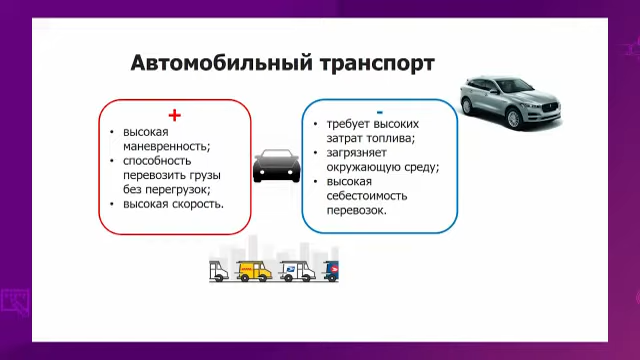 Автомобильный транспорт
+
• высокая
маневренность;
• способность
перевозить грузы
без перегрузок;
• высокая скорость.
-
• требует высоких
затрат топлива;
• загрязняет
окружающую среду;
• высокая
себестоимость
перевозок.